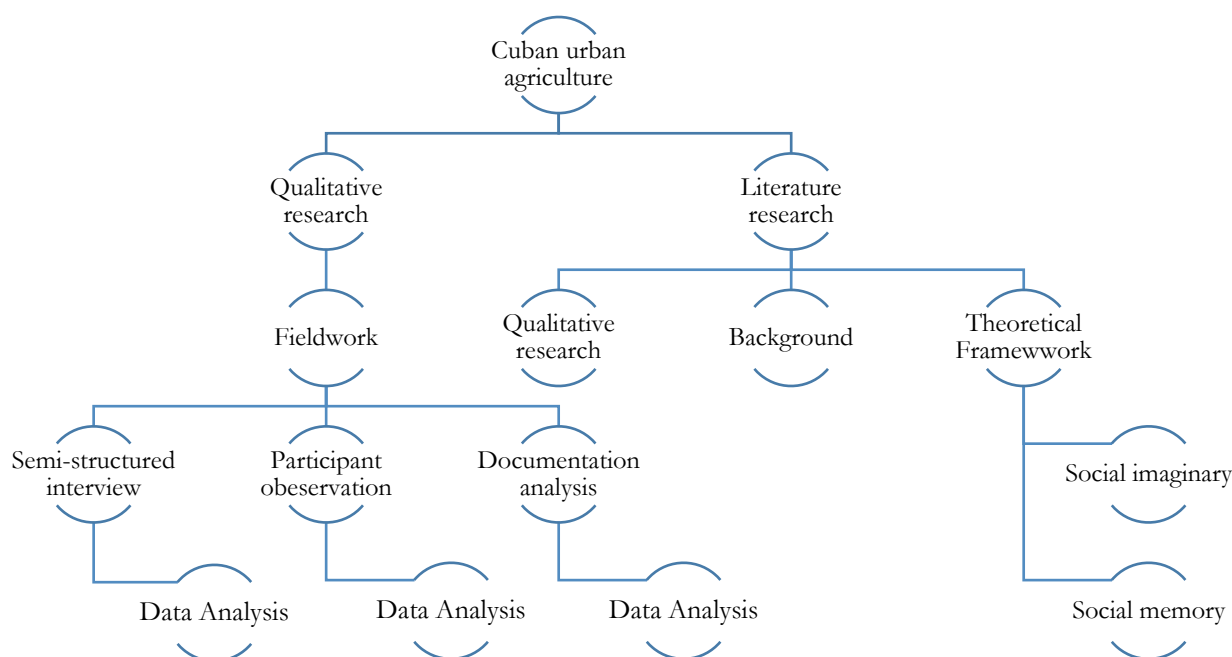 Cuban urban
agriculture
Qualitative
research
Literature
research
Fieldwork
Qualitative
research
Background
Theoretical
Framewwork
Semi-structured
interview
Participant
obeservation
Documentation
analysis
Social imaginary
Data Analysis
Data Analysis
Data Analysis
Social memory